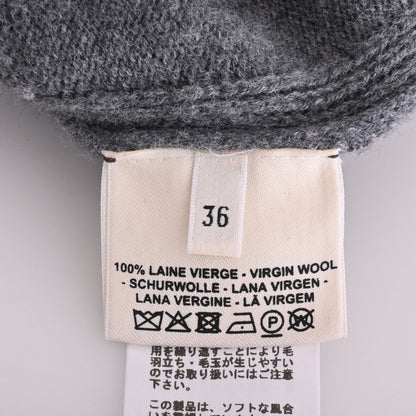 36
100% LAINE VIERGE - VIRGIN WOOL
- SCHURWOLLE - LANA VIRGEN -
LANA VERGINE - LÃ VIRGEM
P W
用を繰り返すことにより毛
羽立ち・毛玉が生じやすい
のでお取り扱いにはご注意
ください。
この製品は、ソフトな風合